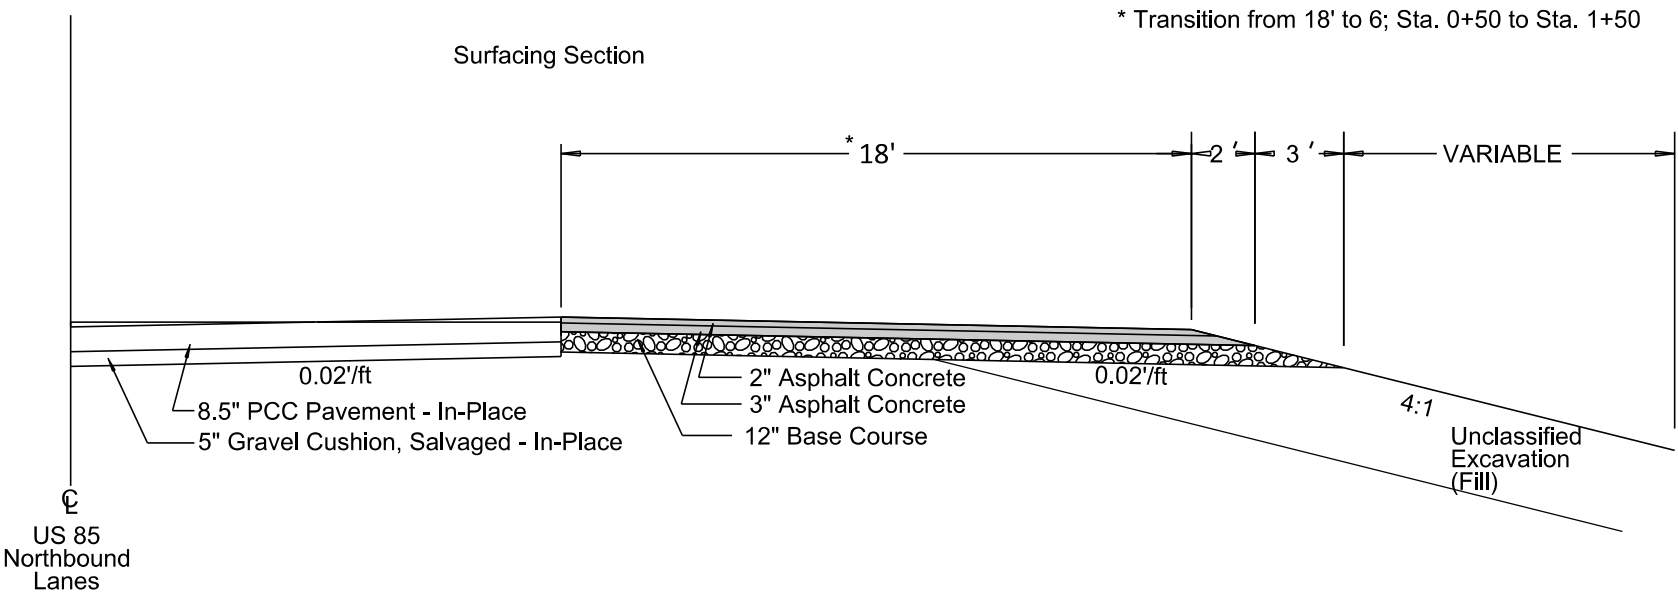 * Transition from 18' to 6; Sta. 0+50 to Sta. 1+50
Surfacing Section
* 18'
2 '
3 '
VARIABLE
0.02'/ft
0.02'/ft
2" Asphalt Concrete
3" Asphalt Concrete
12" Base Course
8.5" PCC Pavement - In-Place
5" Gravel Cushion, Salvaged - In-Place
4:1
Unclassified
Excavation
(Fill)
℄
US 85
Northbound
Lanes